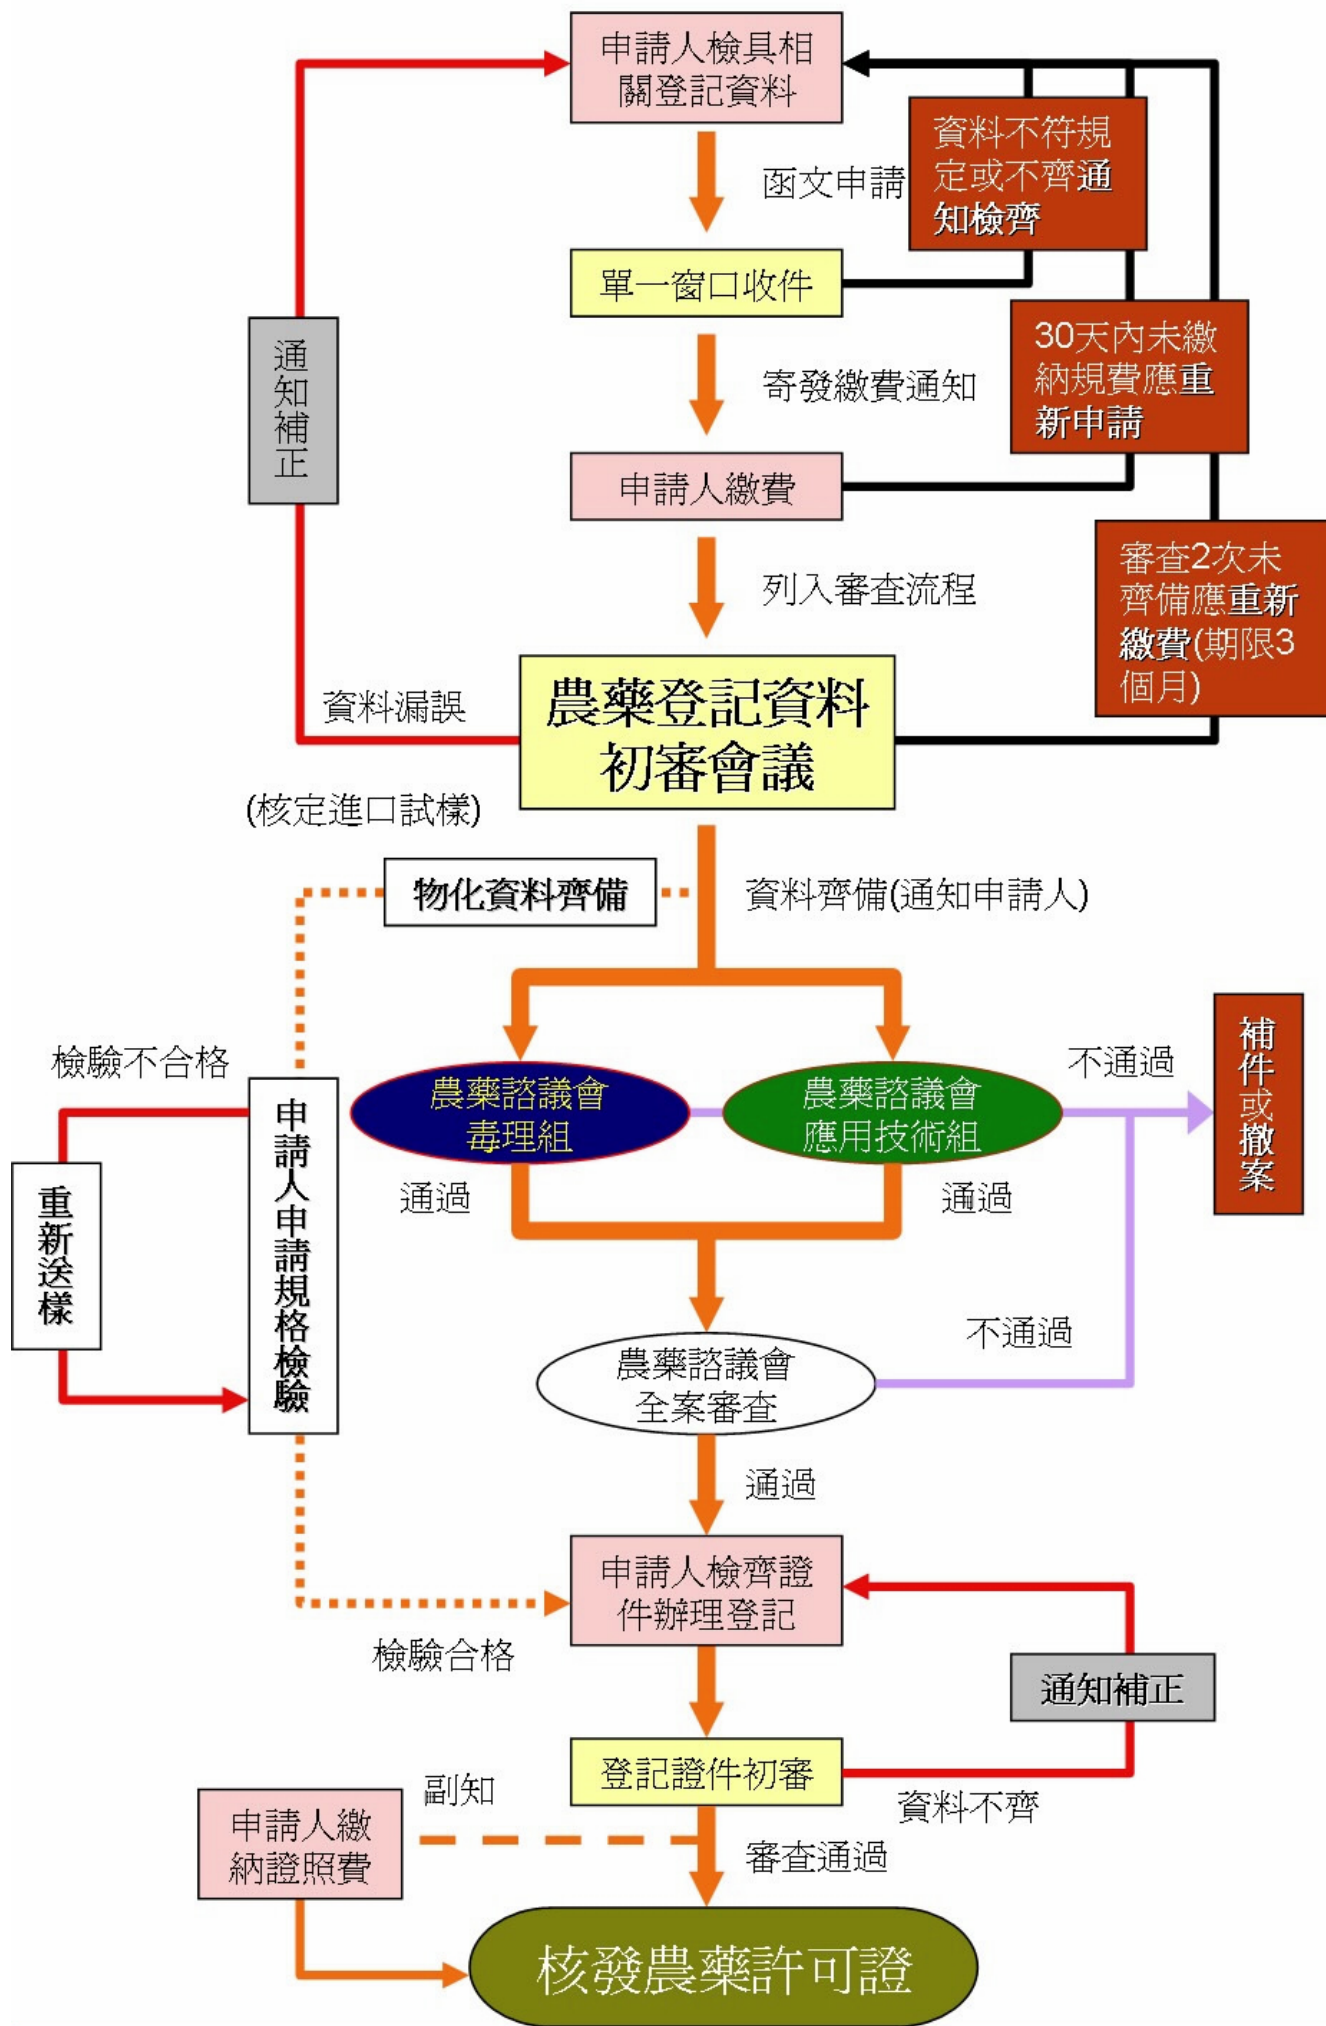 申請人檢具相
關登記資料
函文申請
資料不符規
定或不齊通
知檢齊
單一窗口收件
30天內未繳
納規費應重
新申請
通
知
補
正
寄發繳費通知
申請人繳費
審查2次未
齊備應重新
繳費(期限3
個月)
列入審查流程
農藥登記資料
初審會議
資料漏誤
(核定進口試樣)
物化資料齊備
資料齊備(通知申請人)
檢驗不合格
農藥諮議會
毒理組
農藥諮議會
應用技術組
不通過
補
件
或
撤
案
申
請
人
申
請
規
格
檢
驗
重
新
送
樣
通過
通過
農藥諮議會
全案審查
不通過
通過
申請人檢齊證
件辦理登記
檢驗合格
通知補正
登記證件初審
資料不齊
副知
申請人繳
納證照費
審查通過
核發農藥許可證